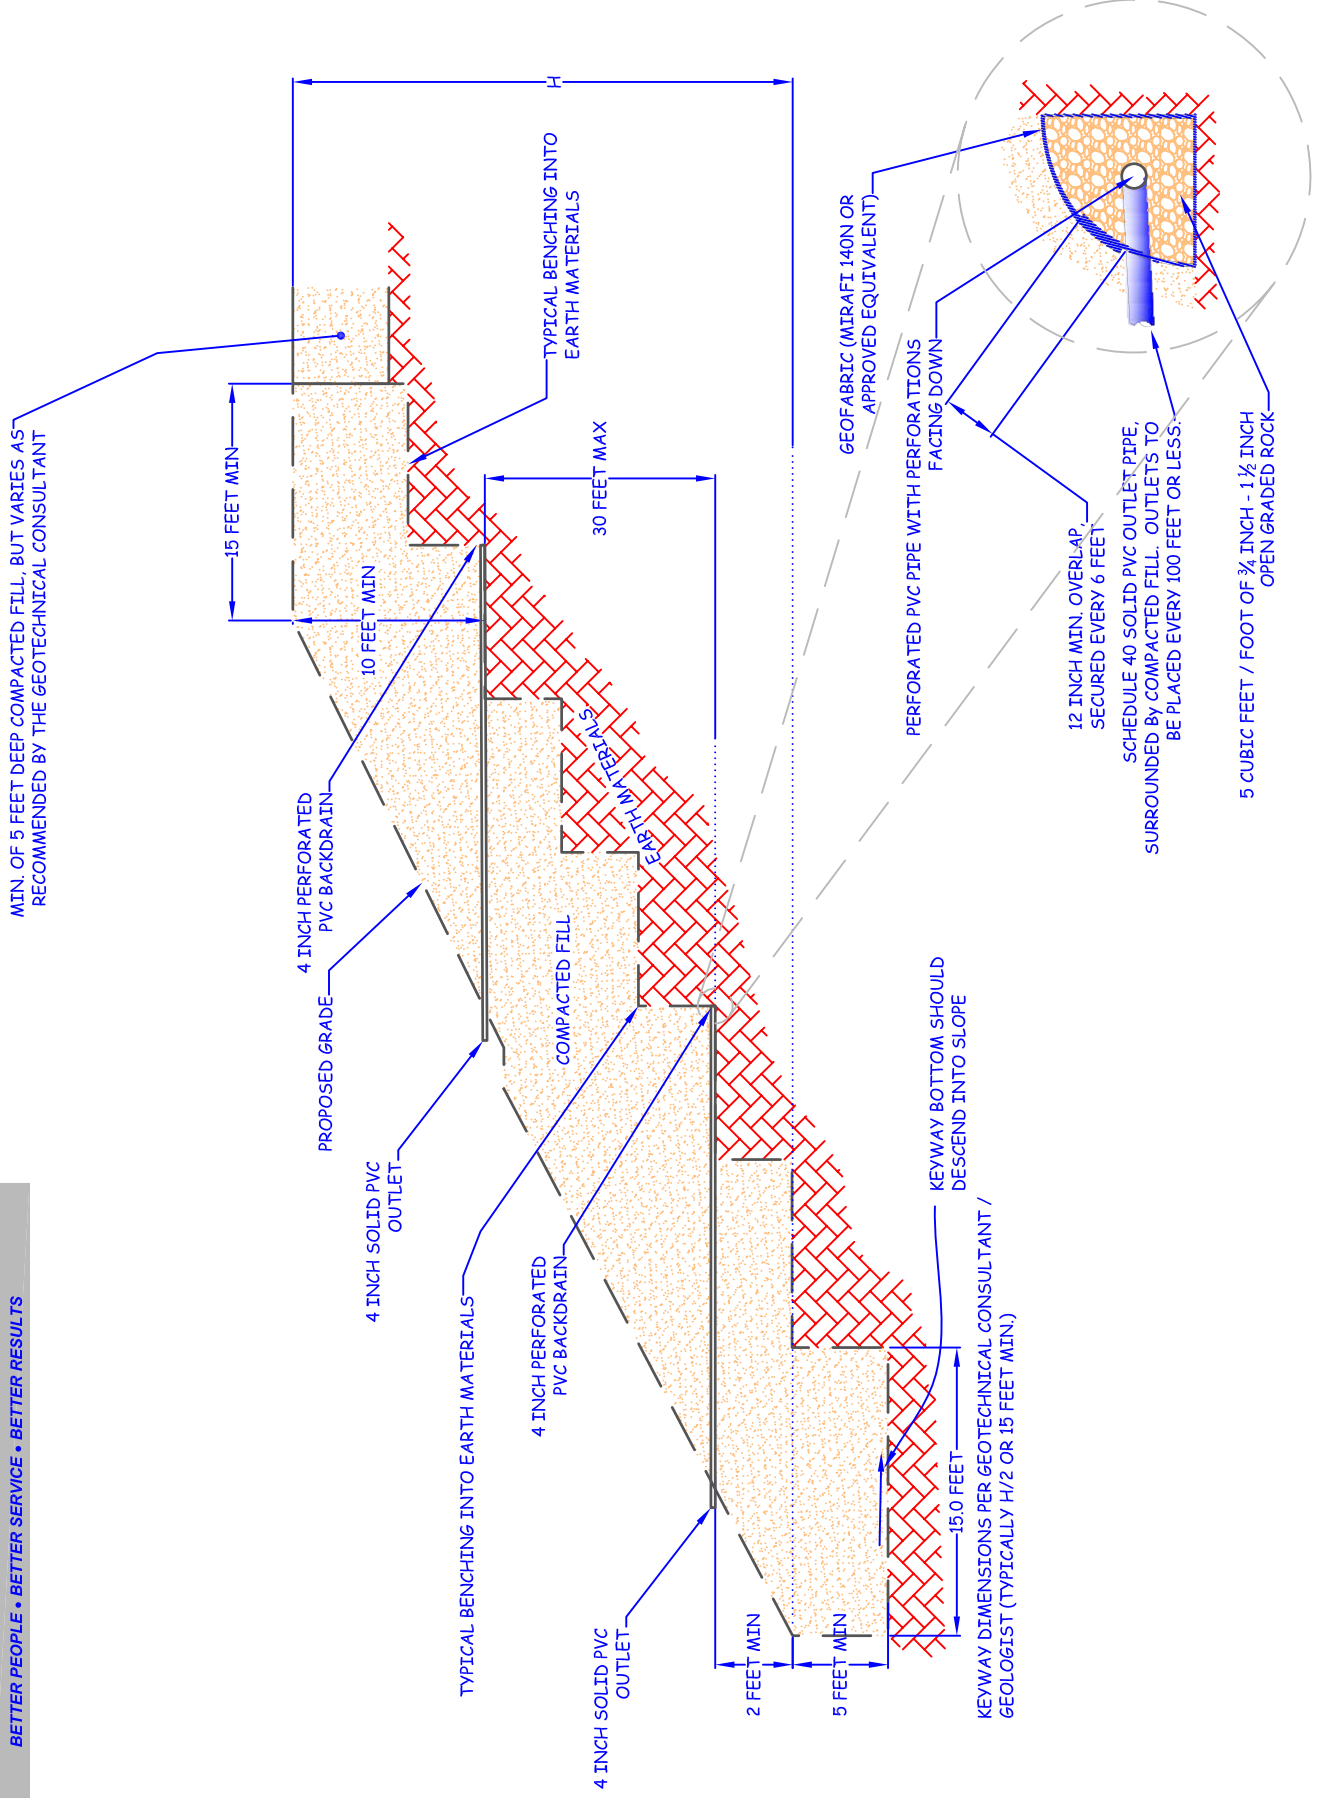 MIN. OF 5 FEET DEEP COMPACTED FILL, BUT VARIES AS
RECOMMENDED BY THE GEOTECHNICAL CONSULTANT
15 FEET MIN
10 FEET MIN
H
TYPICAL BENCHING INTO
EARTH MATERIALS
30 FEET MAX
4 INCH PERFORATED
PVC BACKDRAIN
PROPOSED GRADE
4 INCH SOLID PVC
OUTLET
COMPACTED FILL
EARTH MATERIALS
TYPICAL BENCHING INTO EARTH MATERIALS
4 INCH PERFORATED
PVC BACKDRAIN
4 INCH SOLID PVC
OUTLET
2 FEET MIN
5 FEET MIN
KEYWAY BOTTOM SHOULD
DESCEND INTO SLOPE
15.0 FEET
KEYWAY DIMENSIONS PER GEOTECHNICAL CONSULTANT /
GEOLOGIST (TYPICALLY H/2 OR 15 FEET MIN.)
GEOFABRIC (MIRAFI 140N OR
APPROVED EQUIVALENT)
PERFORATED PVC PIPE WITH PERFORATIONS
FACING DOWN
12 INCH MIN. OVERLAP,
SECURED EVERY 6 FEET
SCHEDULE 40 SOLID PVC OUTLET PIPE,
SURROUNDED By COMPACTED FILL. OUTLETS TO
BE PLACED EVERY 100 FEET OR LESS.
5 CUBIC FEET / FOOT OF ¾ INCH - 1 ½ INCH
OPEN GRADED ROCK
BETTER PEOPLE • BETTER SERVICE • BETTER RESULTS